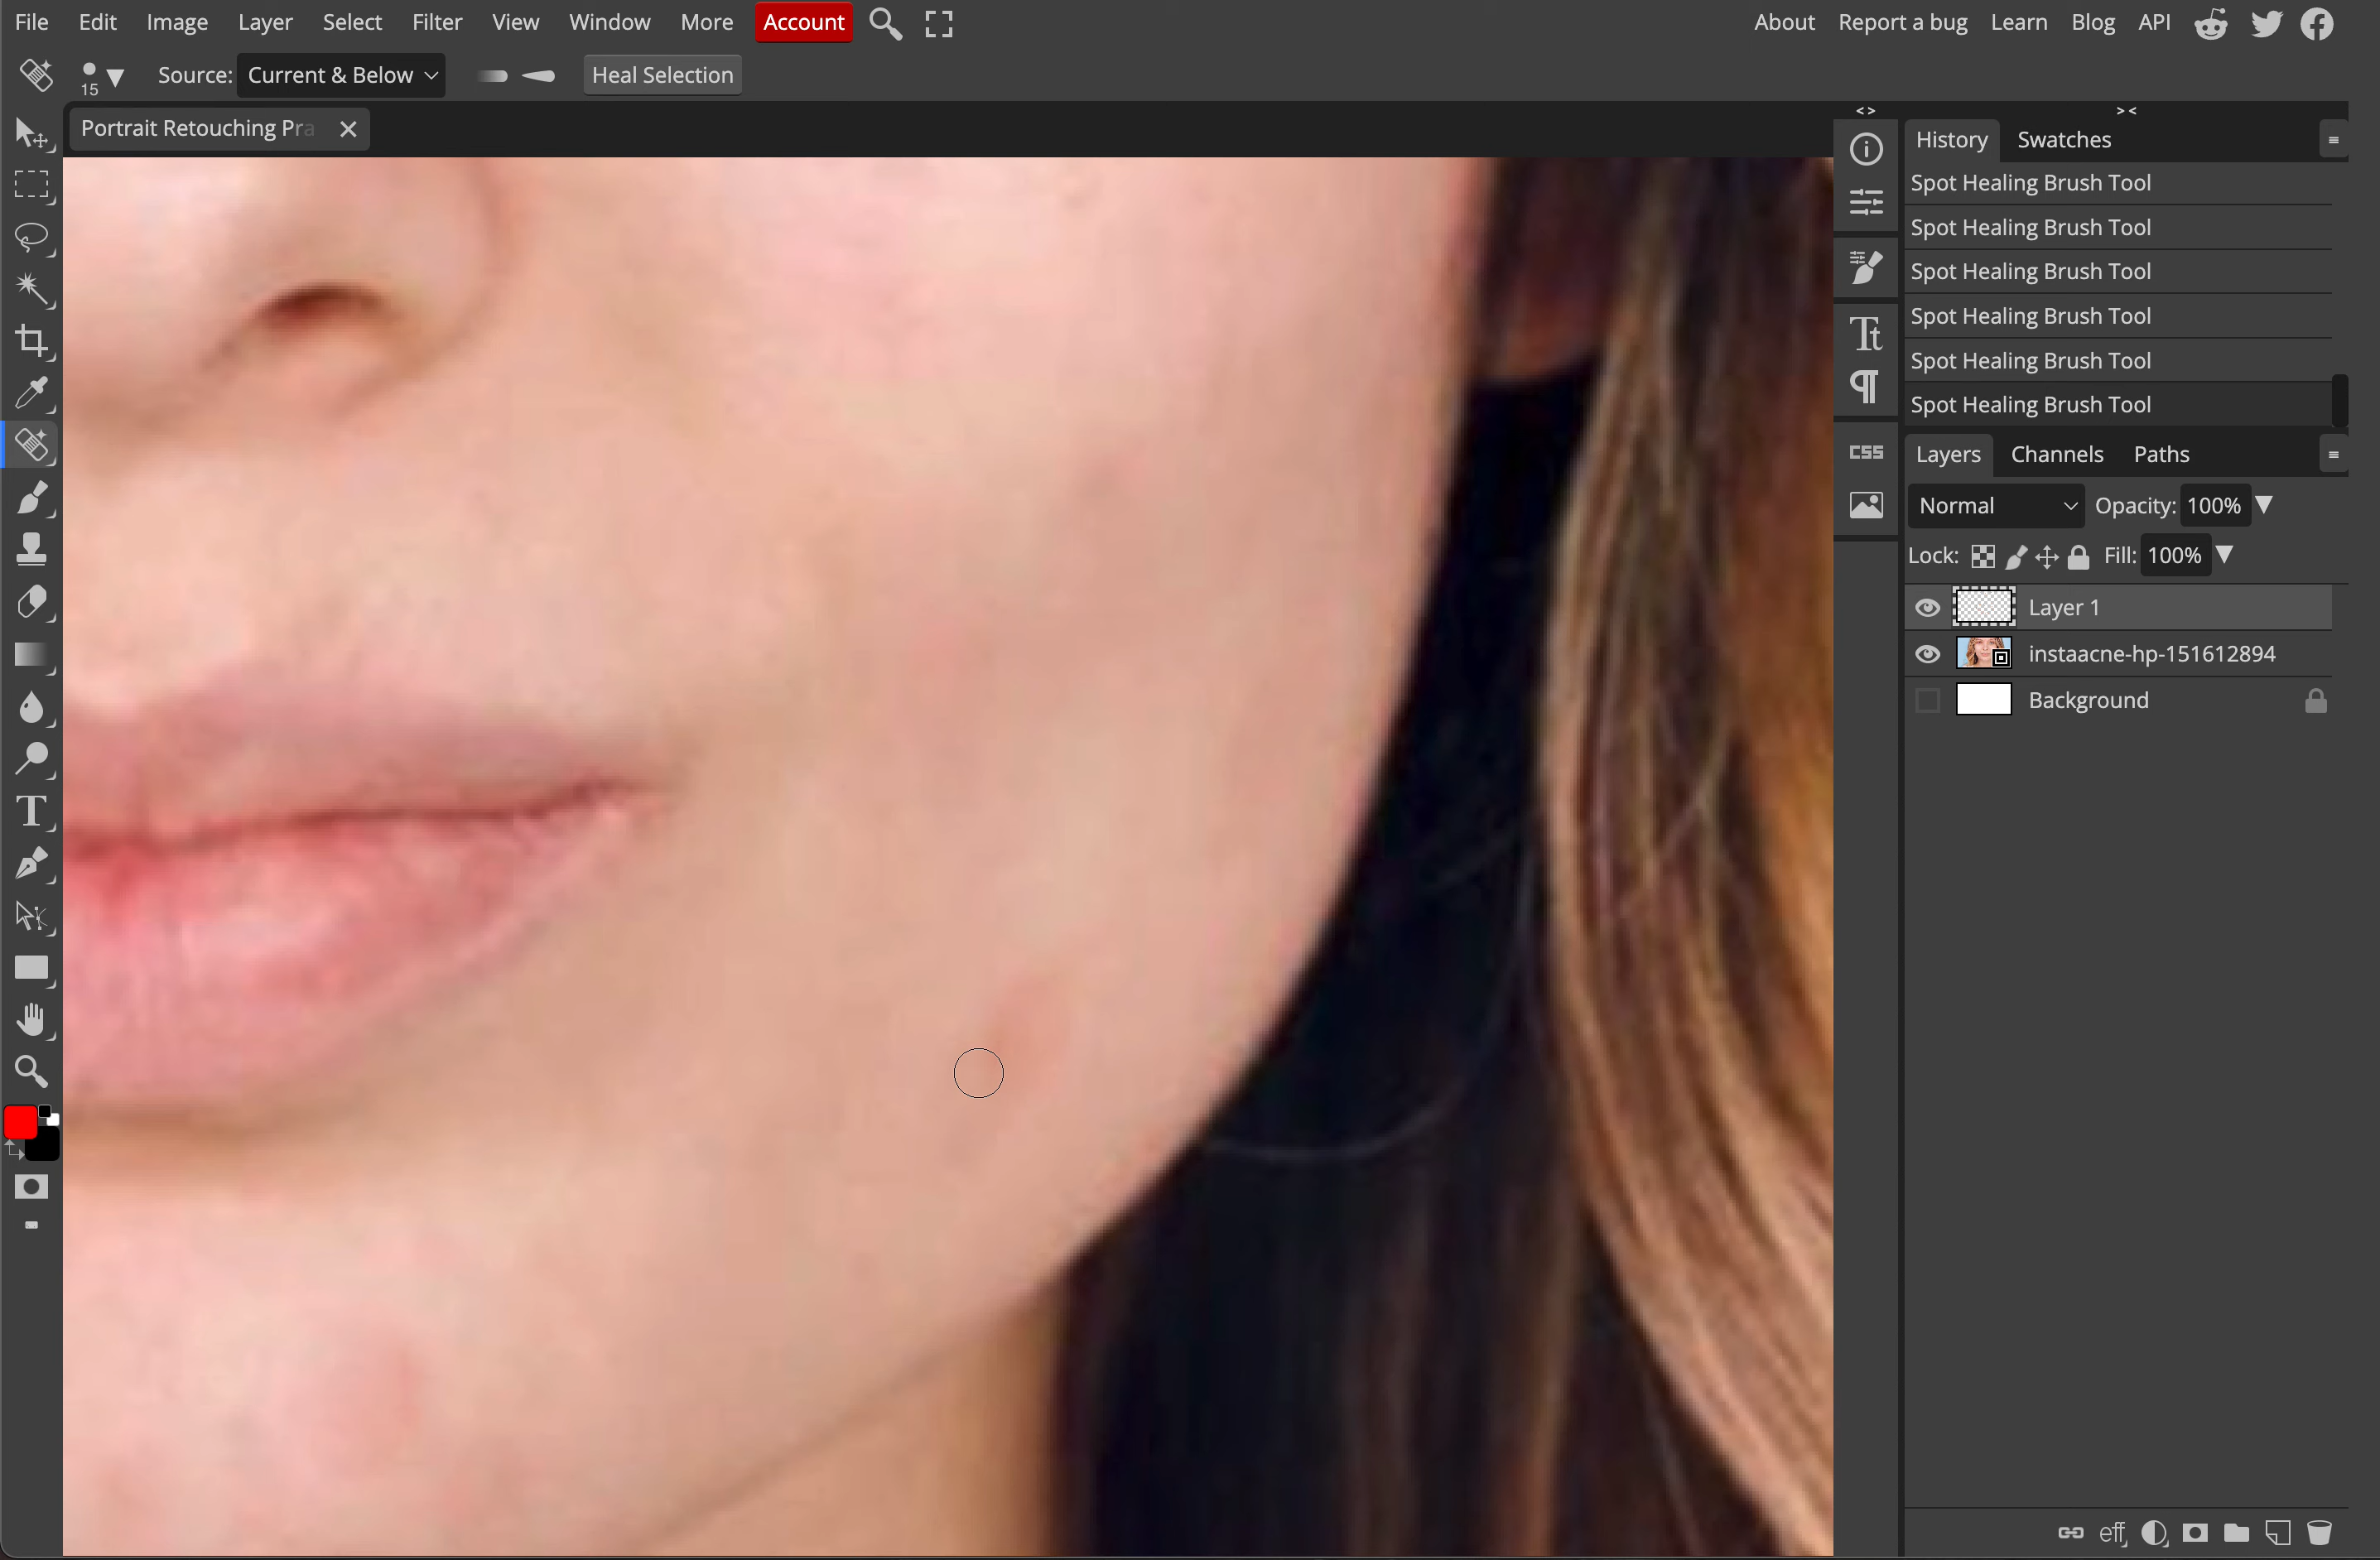 File Edit Image Layer Select Filter View Window More Account About Report a bug Learn Blog API
15 Source: Current & Below Heal Selection
Portrait Retouching Pra
History Swatches
Spot Healing Brush Tool
Spot Healing Brush Tool
Spot Healing Brush Tool
Spot Healing Brush Tool
Spot Healing Brush Tool
Spot Healing Brush Tool
CSS
Layers Channels Paths
Normal Opacity: 100%
Lock: Fill: 100%
Layer 1
instaacne-hp-151612894
Background
eff